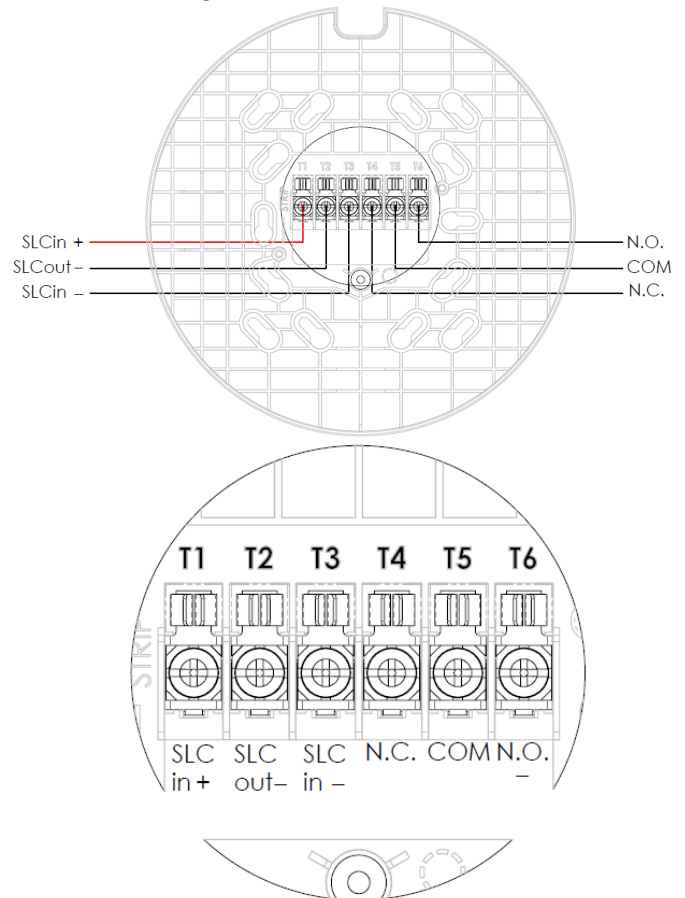 T1 T2 T3 T4 T5 T6
STRIP
SLCin +
SLCout–
SLCin –
N.O.
COM
N.C.
T1 T2 T3 T4 T5 T6
STRIP
SLC in +
SLC out–
SLC in –
N.C.
COM
N.O. –